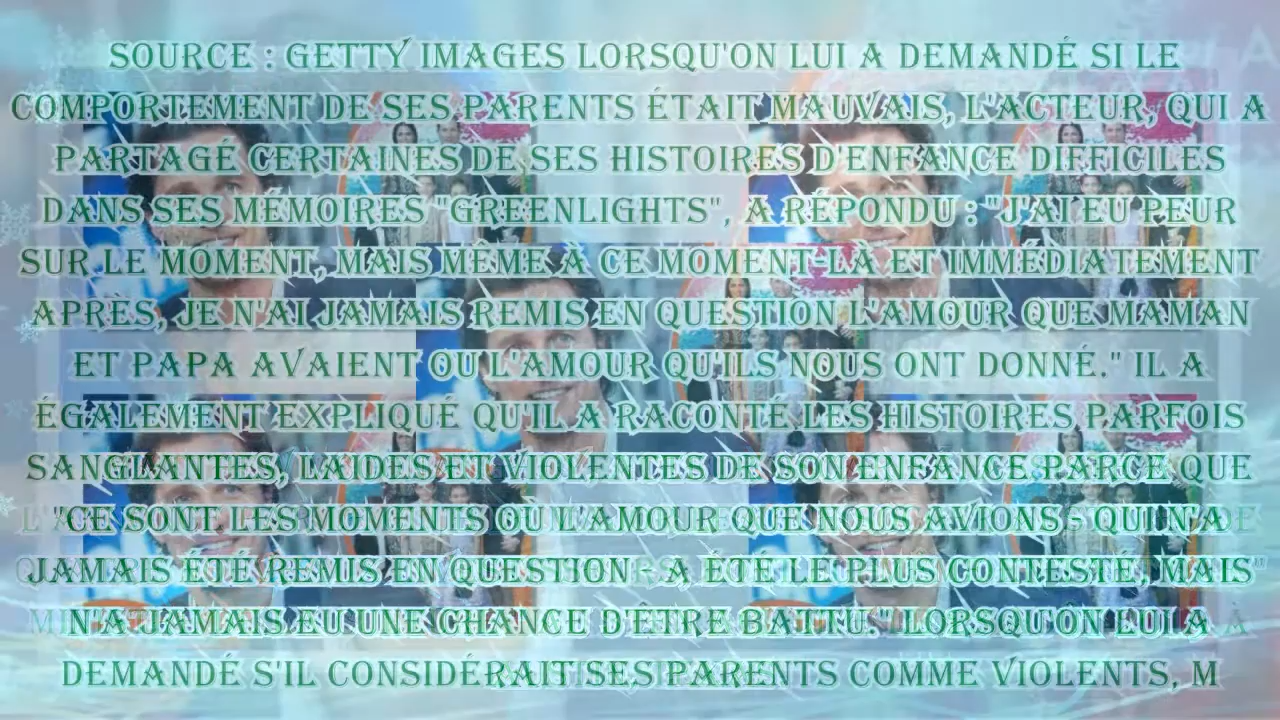 SOURCE : GETTY IMAGES LORSQU'ON LUI A DEMANDÉ SI LE
COMPORTEMENT DE SES PARENTS ÉTAIT MAUVAIS, L'ACTEUR, QUI A
PARTAGÉ CERTAINES DE SES HISTOIRES D'ENFANCE DIFFICILES
DANS SES MÉMOIRES "GREENLIGHTS", A RÉPONDU : "J'AI EU PEUR
SUR LE MOMENT, MAIS MÊME À CE MOMENT-LÀ ET IMMÉDIATEMENT
APRÈS, JE N'AI JAMAIS REMIS EN QUESTION L'AMOUR QUE MAMAN
ET PAPA AVAIENT OU L'AMOUR QU'ILS NOUS ONT DONNÉ." IL A
ÉGALEMENT EXPLIQUÉ QU'IL A RACONTÉ LES HISTOIRES PARFOIS
SANGLANTES, LAIDES ET VIOLENTES DE SON ENFANCE PARCE QUE
"CE SONT LES MOMENTS OÙ L'AMOUR QUE NOUS AVIONS - QUI N'A
JAMAIS ÉTÉ REMIS EN QUESTION - A ÉTÉ LE PLUS CONTESTÉ, MAIS
N'A JAMAIS EU UNE CHANCE D'ÊTRE BATTU." LORSQU'ON LUI A
DEMANDÉ S'IL CONSIDÉRAIT SES PARENTS COMME VIOLENTS, M